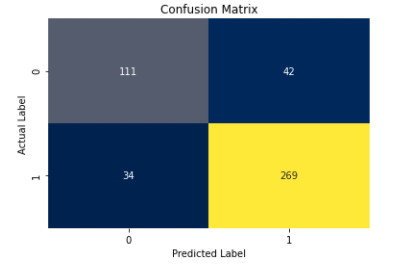 Confusion Matrix
Actual Label
0
111
42
1
34
269
0
1
Predicted Label